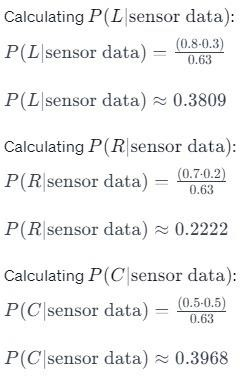 Calculating P(L|sensor data):
P(L|sensor data) = (0.8·0.3)/0.63
P(L|sensor data) ≈ 0.3809
Calculating P(R|sensor data):
P(R|sensor data) = (0.7·0.2)/0.63
P(R|sensor data) ≈ 0.2222
Calculating P(C|sensor data):
P(C|sensor data) = (0.5·0.5)/0.63
P(C|sensor data) ≈ 0.3968